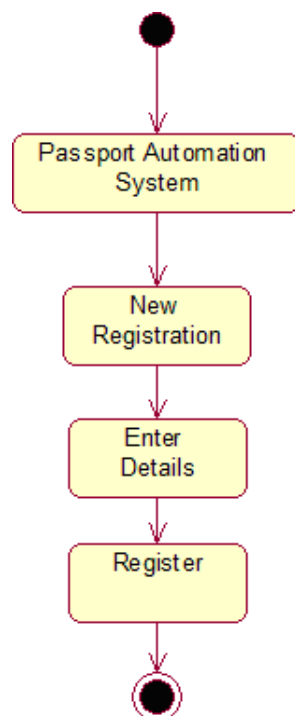 Passport Automation
System
New
Registration
Enter
Details
Register